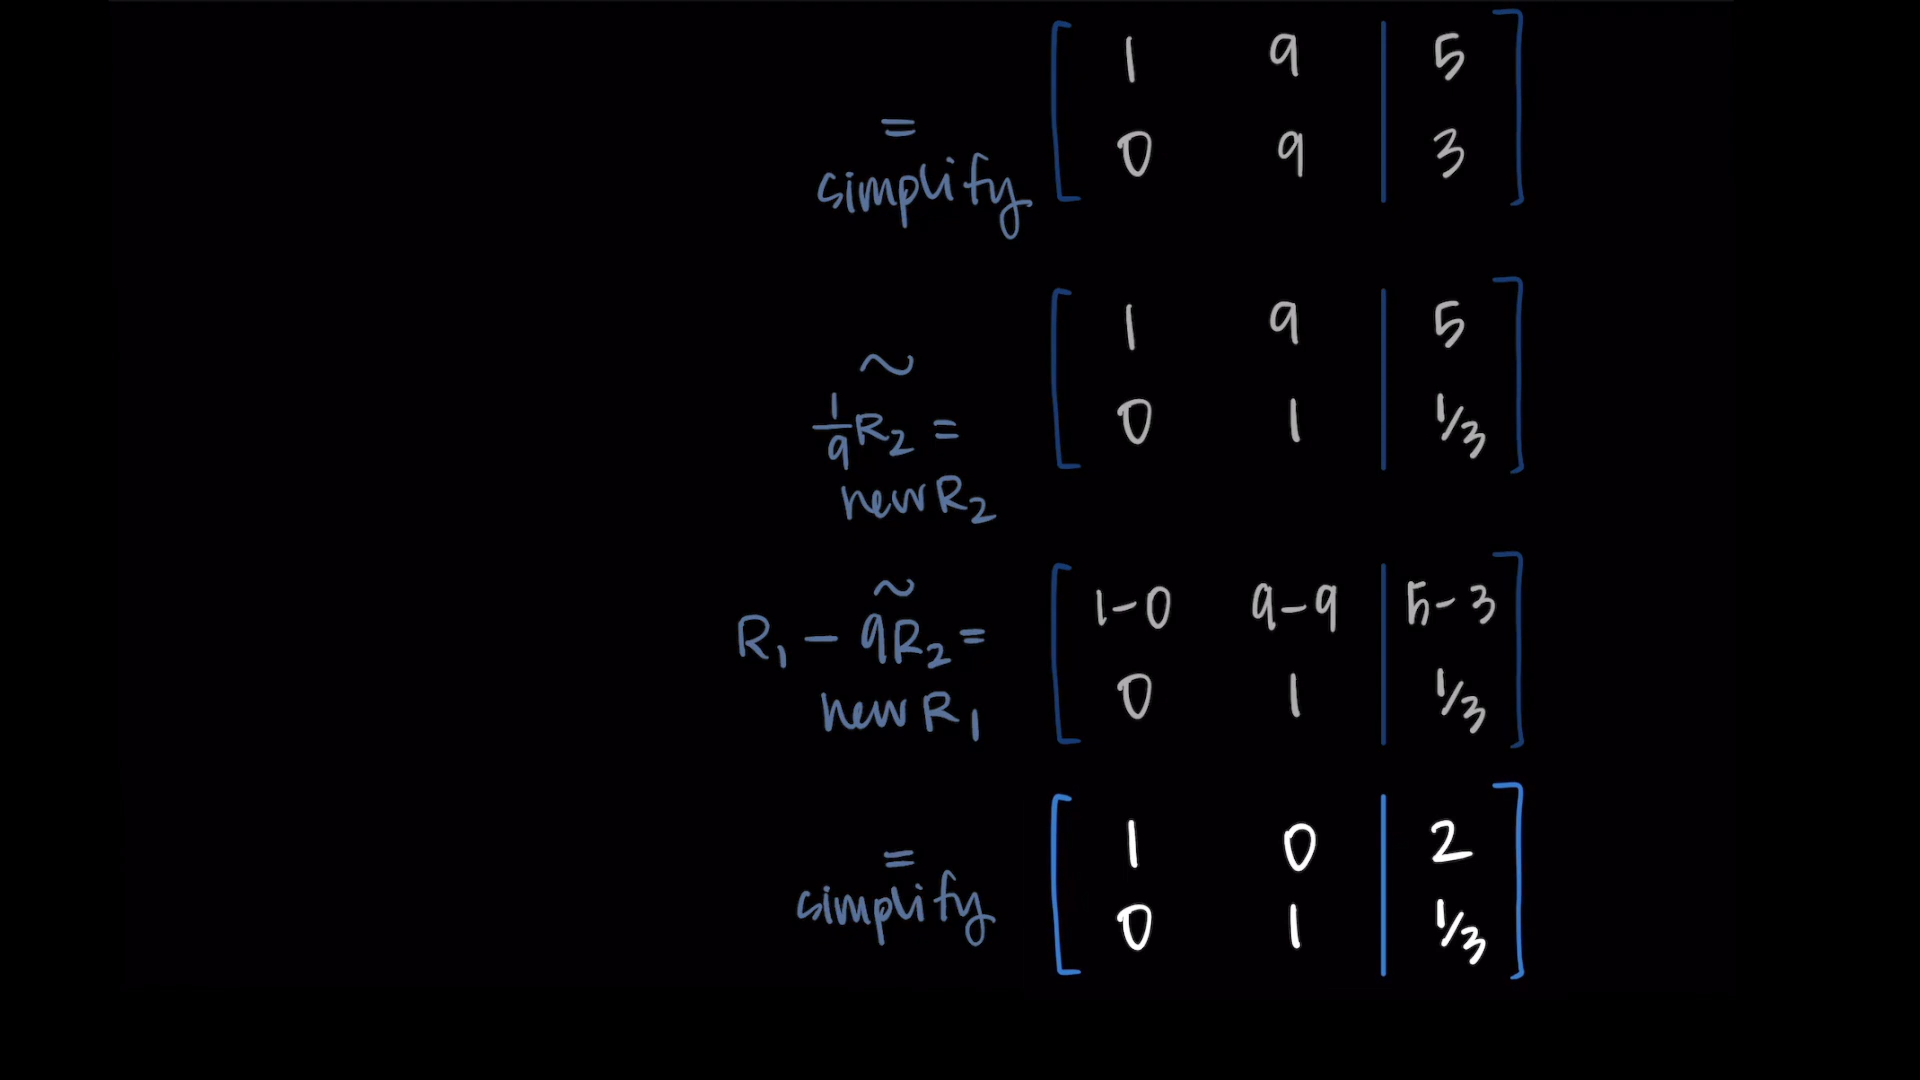 1 9 | 5
=
simplify
0 9 | 3
1 9 | 5
~
1/9 R₂ =
new R₂
0 1 | 1/3
~
R₁ - 9R₂ =
new R₁
1-0 9-9 | 5-3
0 1 | 1/3
=
simplify
1 0 | 2
0 1 | 1/3